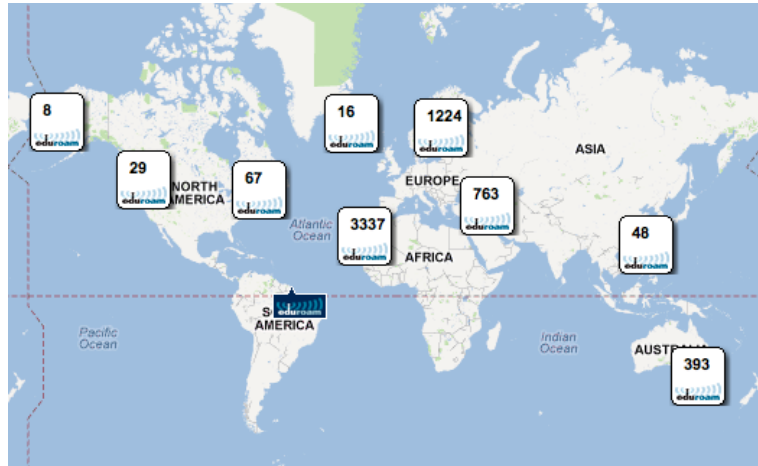 8
eduroam
16
eduroam
1224
eduroam
ASIA
29
eduroam
NORTH
AMERICA
67
eduroam
EUROPE
763
eduroam
3337
eduroam
Atlantic
Ocean
AFRICA
48
eduroam
eduroam
S
AMERICA
Pacific
Ocean
Indian
Ocean
AUSTRALIA
393
eduroam